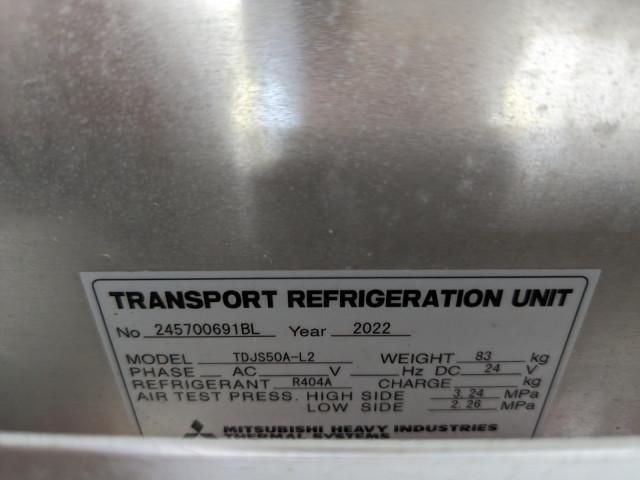 TRANSPORT REFRIGERATION UNIT
No 245700691BL Year 2022
MODEL TDJS50A-L2 WEIGHT 83 kg
PHASE AC V Hz DC 24 V
REFRIGERANT R404A CHARGE kg
AIR TEST PRESS. HIGH SIDE 3.24 MPa
LOW SIDE 2.26 MPa
MITSUBISHI HEAVY INDUSTRIES
THERMAL SYSTEMS